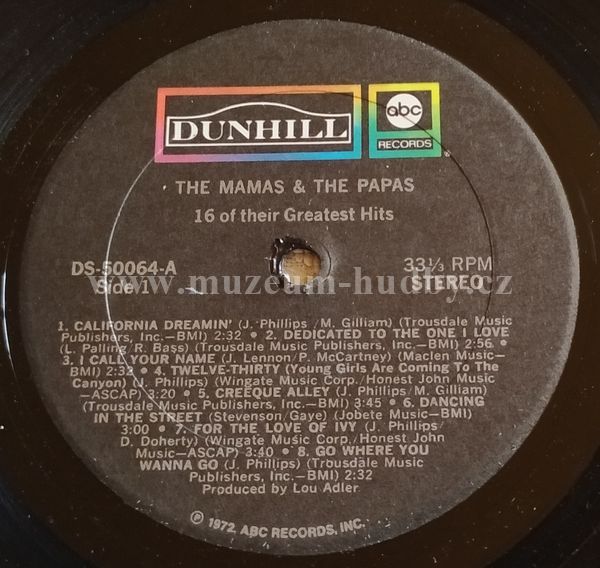 DUNHILL
abc
RECORDS
®
THE MAMAS & THE PAPAS
16 of their Greatest Hits
DS-50064-A
Side 1
33⅓ RPM
STEREO
www.muzeum-hudby.cz
1. CALIFORNIA DREAMIN' (J. Phillips/M. Gilliam) (Trousdale Music
Publishers, Inc.—BMI) 2:32 • 2. DEDICATED TO THE ONE I LOVE
(L. Palling/R. Bass) (Trousdale Music Publishers, Inc.—BMI) 2:56 •
3. I CALL YOUR NAME (J. Lennon/P. McCartney) (Maclen Music—
BMI) 2:32 • 4. TWELVE-THIRTY (Young Girls Are Coming To The
Canyon) (J. Phillips) (Wingate Music Corp./Honest John Music
—ASCAP) 3:20 • 5. CREEQUE ALLEY (J. Phillips/M. Gilliam)
(Trousdale Music Publishers, Inc.—BMI) 3:45 • 6. DANCING
IN THE STREET (Stevenson/Gaye) (Jobete Music—BMI)
3:00 • 7. FOR THE LOVE OF IVY (J. Phillips/
D. Doherty) (Wingate Music Corp./Honest John
Music—ASCAP) 3:40 • 8. GO WHERE YOU
WANNA GO (J. Phillips) (Trousdale Music
Publishers, Inc.—BMI) 2:32
Produced by Lou Adler
℗ 1972, ABC RECORDS, INC.